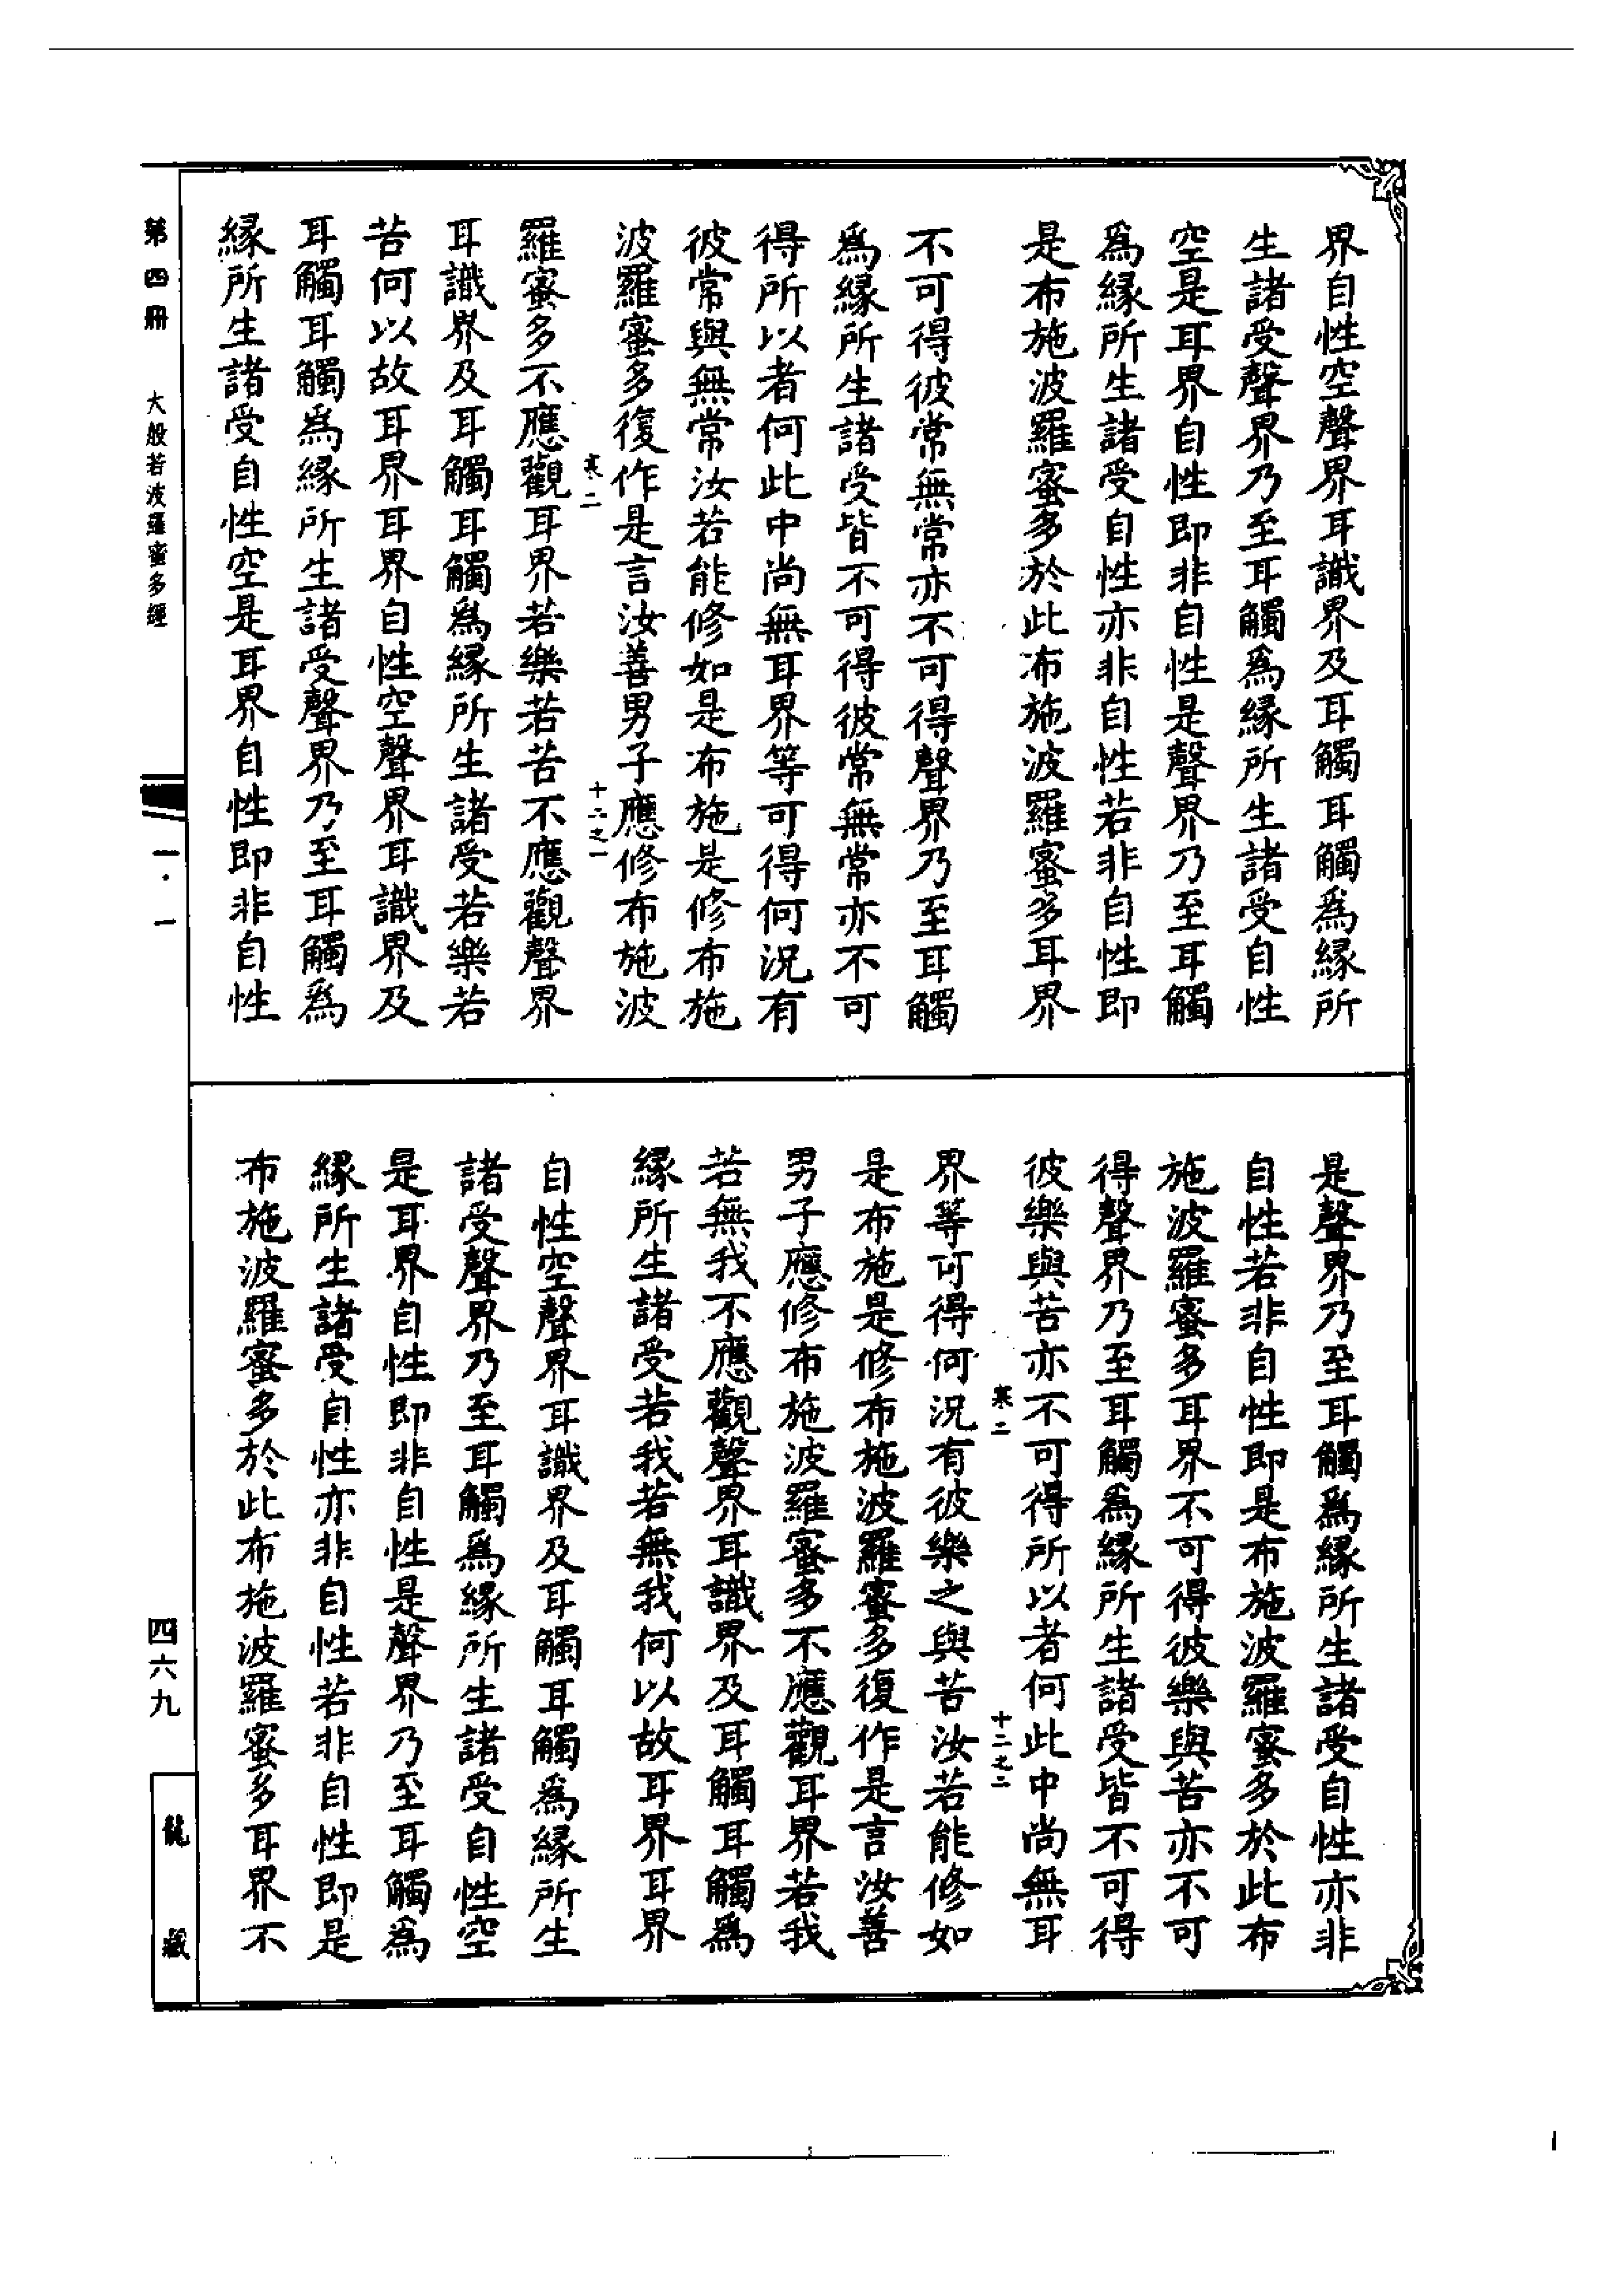 界自性空聲界耳識界及耳觸耳觸爲緣所
生諸受聲界乃至耳觸爲緣所生諸受自性
空是耳界自性即非自性是聲界乃至耳觸
爲緣所生諸受自性亦非自性若非自性即
是布施波羅蜜多於此布施波羅蜜多耳界
不可得彼常無常亦不可得聲界乃至耳觸
爲緣所生諸受皆不可得彼常無常亦不可
得所以者何此中尚無耳界等可得何況有
彼常與無常汝若能修如是布施是修布施
波羅蜜多復作是言汝善男子應修布施波
寒二
十二之一
羅蜜多不應觀耳界若樂若苦不應觀聲界
耳識界及耳觸耳觸爲緣所生諸受若樂若
苦何以故耳界耳界自性空聲界耳識界及
耳觸耳觸爲緣所生諸受聲界乃至耳觸爲
緣所生諸受自性空是耳界自性即非自性
是聲界乃至耳觸爲緣所生諸受自性亦非
自性若非自性即是布施波羅蜜多於此布
施波羅蜜多耳界不可得彼樂與苦亦不可
得聲界乃至耳觸爲緣所生諸受皆不可得
彼樂與苦亦不可得所以者何此中尚無耳
寒二
十二之二
界等可得何況有彼樂之與苦汝若能修如
是布施是修布施波羅蜜多復作是言汝善
男子應修布施波羅蜜多不應觀耳界若我
若無我不應觀聲界耳識界及耳觸耳觸爲
緣所生諸受若我若無我何以故耳界耳界
自性空聲界耳識界及耳觸耳觸爲緣所生
諸受聲界乃至耳觸爲緣所生諸受自性空
是耳界自性即非自性是聲界乃至耳觸爲
緣所生諸受自性亦非自性若非自性即是
布施波羅蜜多於此布施波羅蜜多耳界不
第四冊
大般若波羅蜜多經
一·一
四六九
龍藏